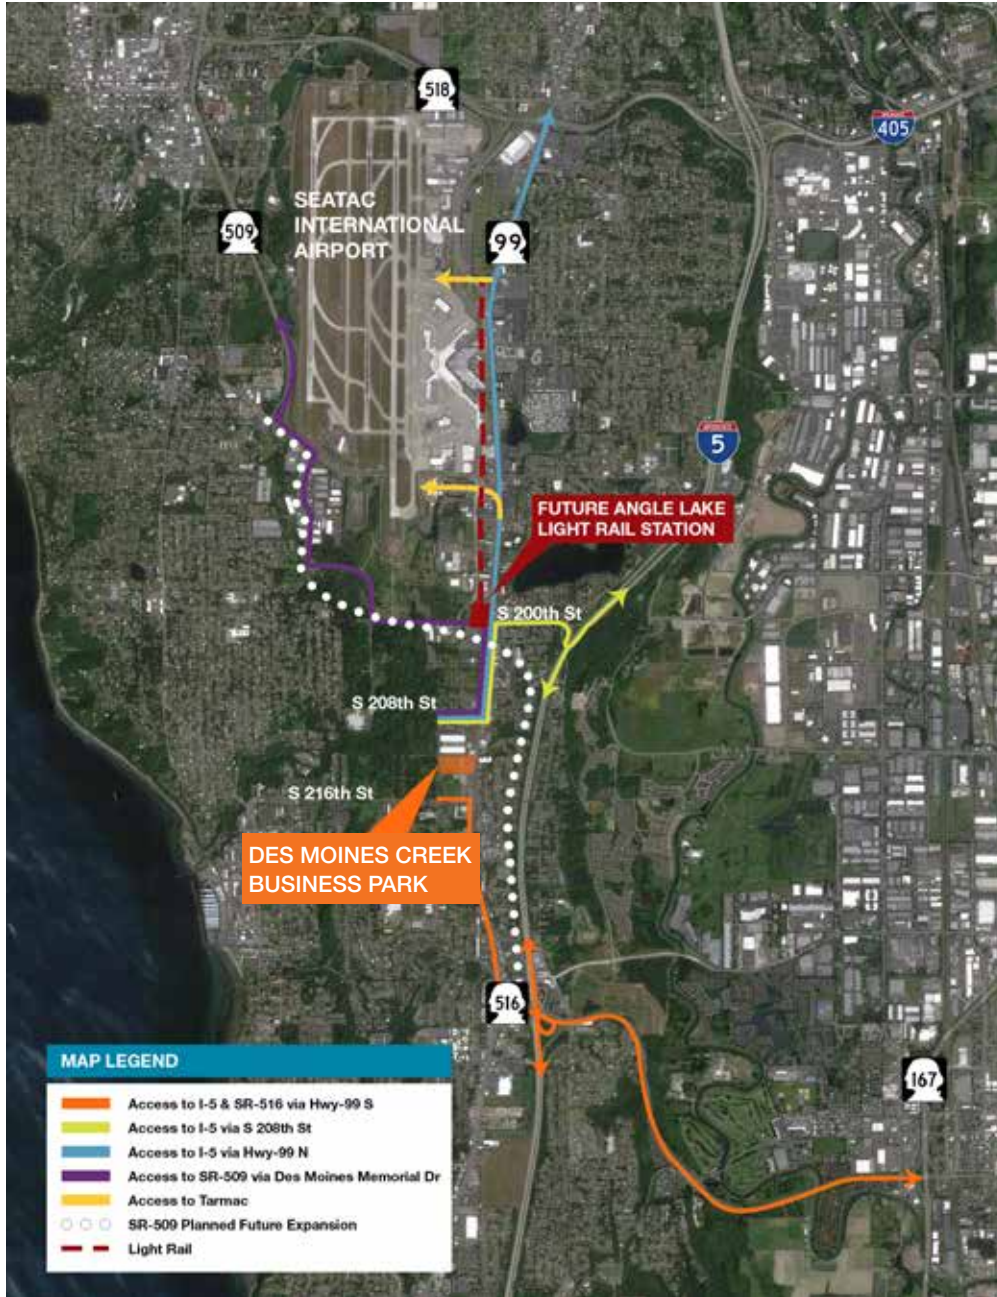 518
INTERSTATE
405
SEATAC
INTERNATIONAL
AIRPORT
509
99
INTERSTATE
5
FUTURE ANGLE LAKE
LIGHT RAIL STATION
S 200th St
S 208th St
S 216th St
DES MOINES CREEK
BUSINESS PARK
516
167
MAP LEGEND
Access to I-5 & SR-516 via Hwy-99 S
Access to I-5 via S 208th St
Access to I-5 via Hwy-99 N
Access to SR-509 via Des Moines Memorial Dr
Access to Tarmac
SR-509 Planned Future Expansion
Light Rail